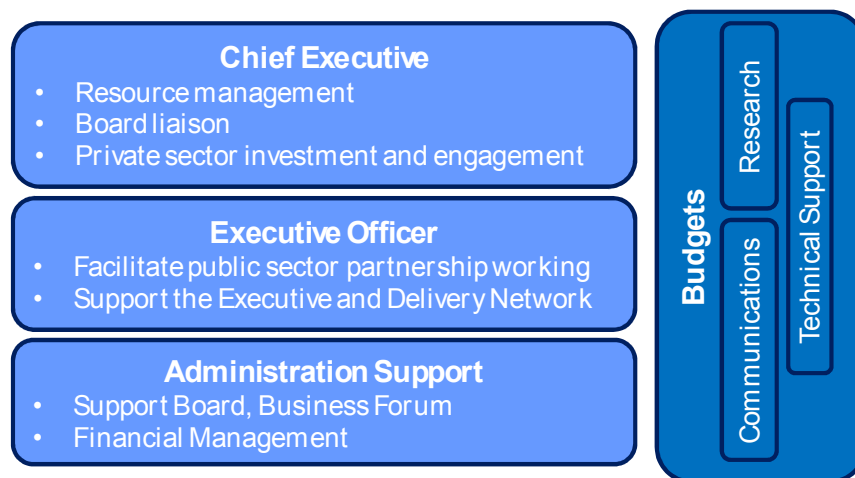 Chief Executive
• Resource management
• Board liaison
• Private sector investment and engagement
Executive Officer
• Facilitate public sector partnership working
• Support the Executive and Delivery Network
Administration Support
• Support Board, Business Forum
• Financial Management
Budgets
Research
Communications
Technical Support